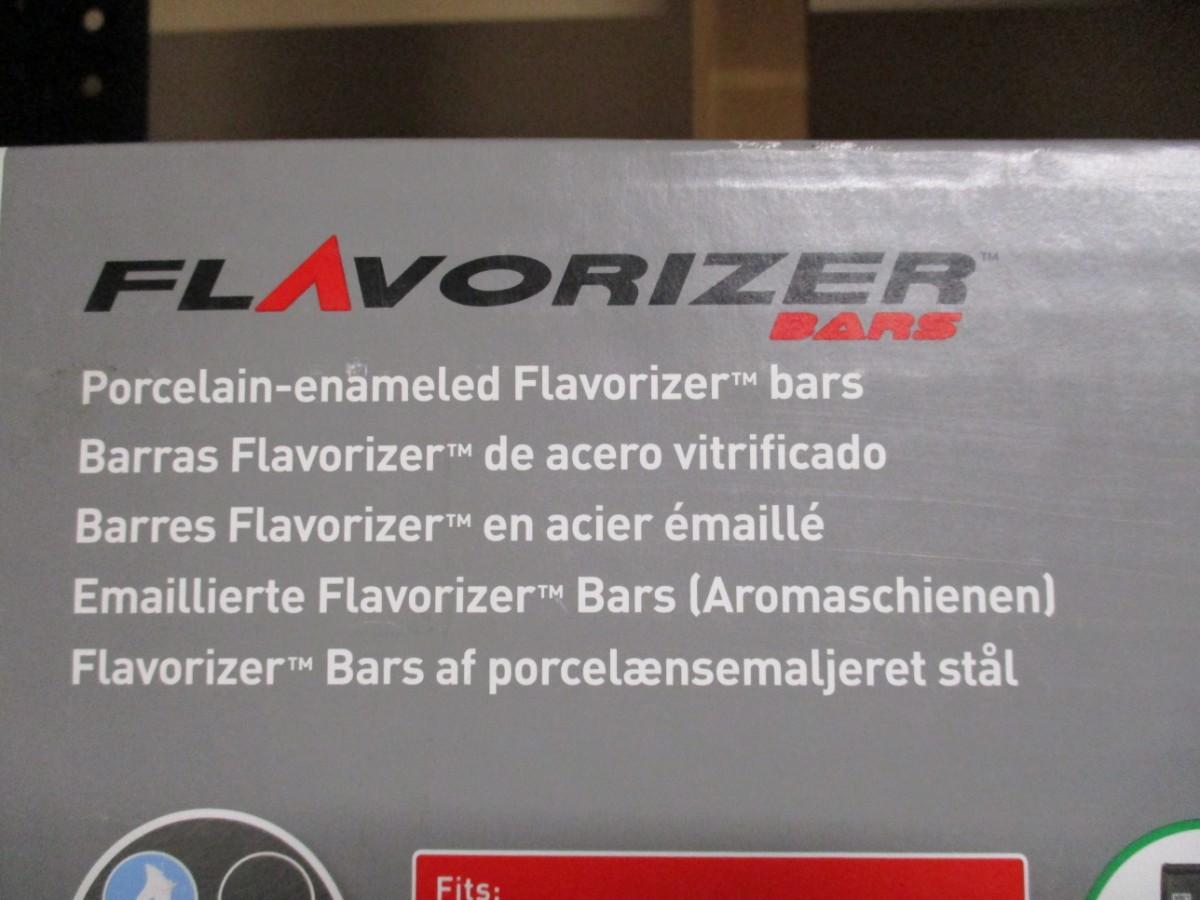 FLAVORIZER™
BARS
Porcelain-enameled Flavorizer™ bars
Barras Flavorizer™ de acero vitrificado
Barres Flavorizer™ en acier émaillé
Emaillierte Flavorizer™ Bars (Aromaschienen)
Flavorizer™ Bars af porcelænsemaljeret stål
Fits: